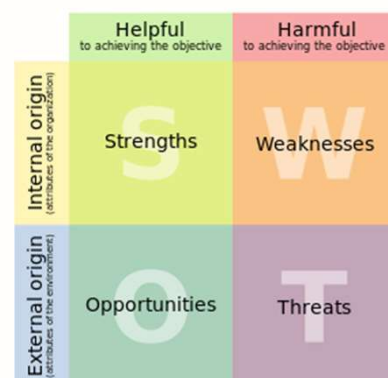 Helpful
to achieving the objective
Harmful
to achieving the objective
Internal origin
(attributes of the organization)
S
Strengths
W
Weaknesses
External origin
(attributes of the environment)
O
Opportunities
T
Threats